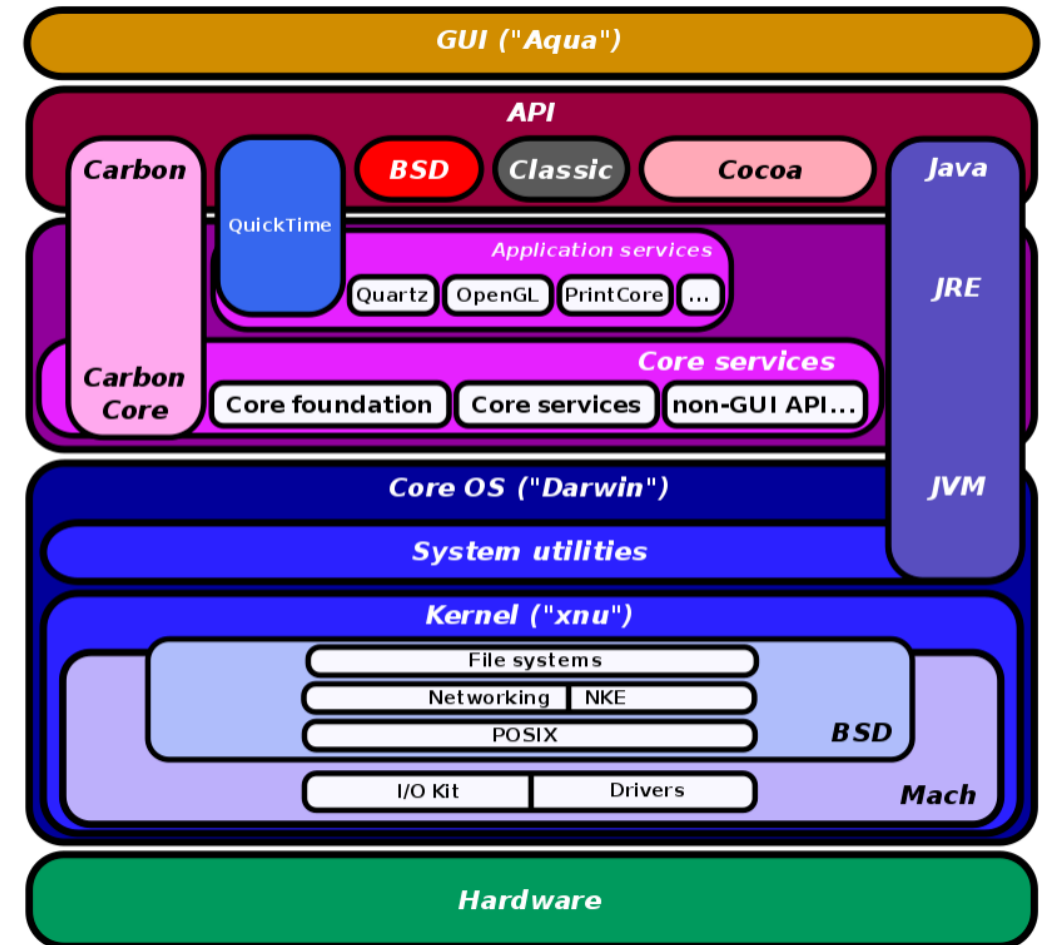 GUI ("Aqua")
API
Carbon
BSD
Classic
Cocoa
Java
QuickTime
Application services
Quartz
OpenGL
PrintCore
...
JRE
Core services
Carbon
Core
Core foundation
Core services
non-GUI API...
Core OS ("Darwin")
JVM
System utilities
Kernel ("xnu")
File systems
Networking
NKE
POSIX
BSD
I/O Kit
Drivers
Mach
Hardware